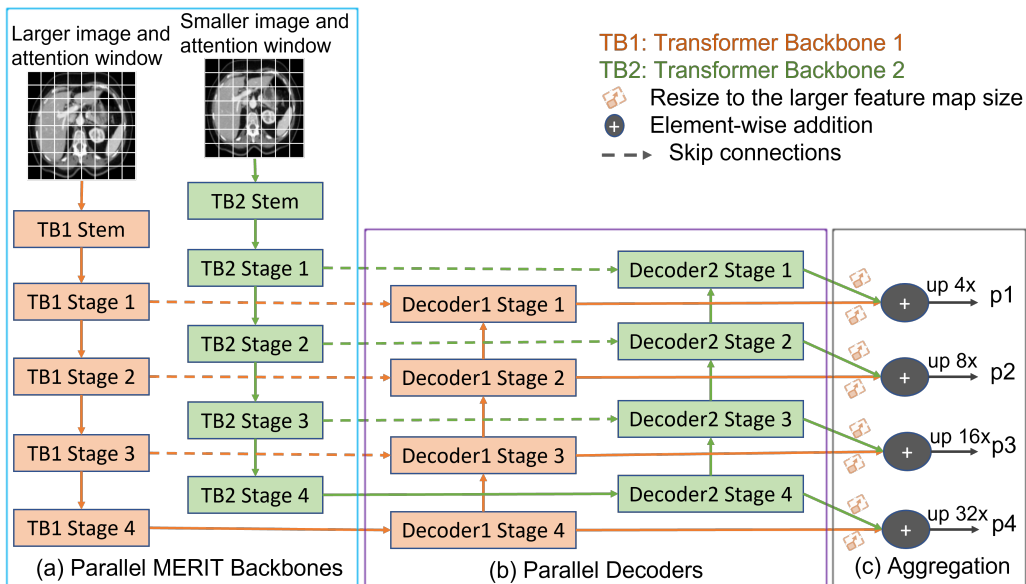 Larger image and
attention window
Smaller image and
attention window
TB1: Transformer Backbone 1
TB2: Transformer Backbone 2
Resize to the larger feature map size
+
Element-wise addition
Skip connections
TB1 Stem
TB1 Stage 1
TB1 Stage 2
TB1 Stage 3
TB1 Stage 4
TB2 Stem
TB2 Stage 1
TB2 Stage 2
TB2 Stage 3
TB2 Stage 4
(a) Parallel MERIT Backbones
Decoder1 Stage 1
Decoder1 Stage 2
Decoder1 Stage 3
Decoder1 Stage 4
Decoder2 Stage 1
Decoder2 Stage 2
Decoder2 Stage 3
Decoder2 Stage 4
(b) Parallel Decoders
+ up 4x p1
+ up 8x p2
+ up 16x p3
+ up 32x p4
(c) Aggregation